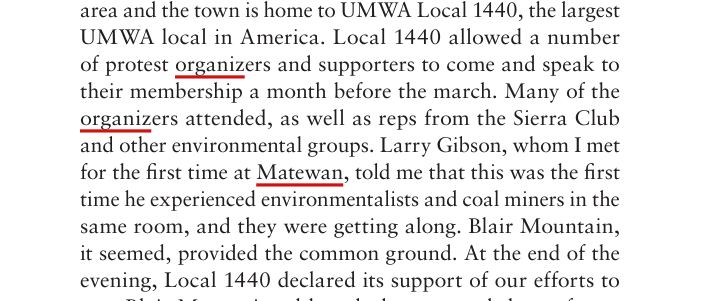 area and the town is home to UMWA Local 1440, the largest
UMWA local in America. Local 1440 allowed a number
of protest organizers and supporters to come and speak to
their membership a month before the march. Many of the
organizers attended, as well as reps from the Sierra Club
and other environmental groups. Larry Gibson, whom I met
for the first time at Matewan, told me that this was the first
time he experienced environmentalists and coal miners in the
same room, and they were getting along. Blair Mountain,
it seemed, provided the common ground. At the end of the
evening, Local 1440 declared its support of our efforts to